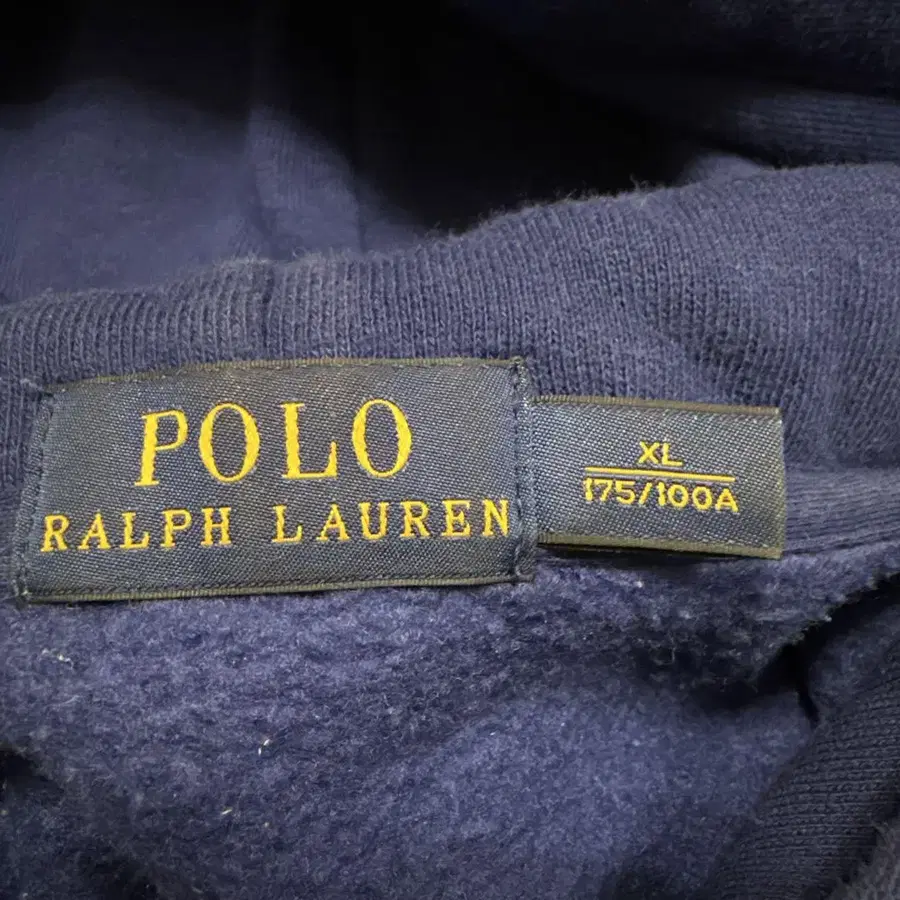 POLO
RALPH LAUREN
XL
175/100A